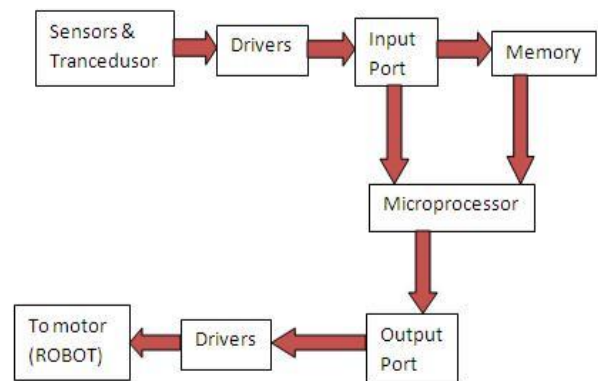 Sensors &
Trancedusor
Drivers
Input
Port
Memory
Microprocessor
To motor
(ROBOT)
Drivers
Output
Port